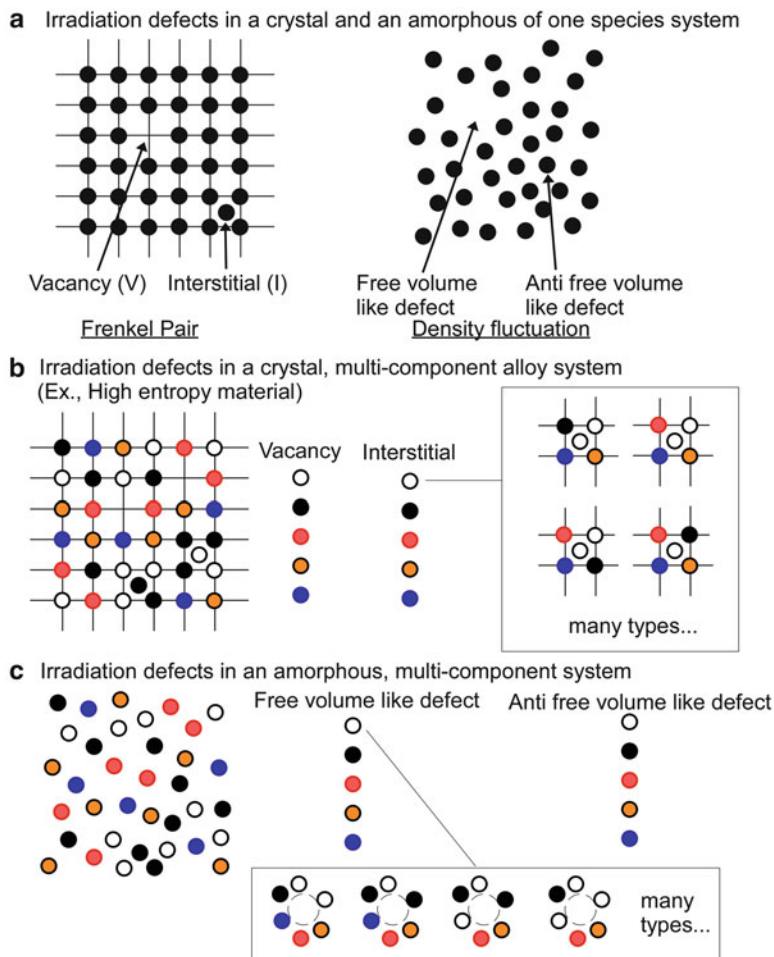 a Irradiation defects in a crystal and an amorphous of one species system
Vacancy (V)
Interstitial (I)
Free volume
like defect
Anti free volume
like defect
Frenkel Pair
Density fluctuation
b Irradiation defects in a crystal, multi-component alloy system
(Ex., High entropy material)
Vacancy
Interstitial
many types...
c Irradiation defects in an amorphous, multi-component system
Free volume like defect
Anti free volume like defect
many
types...